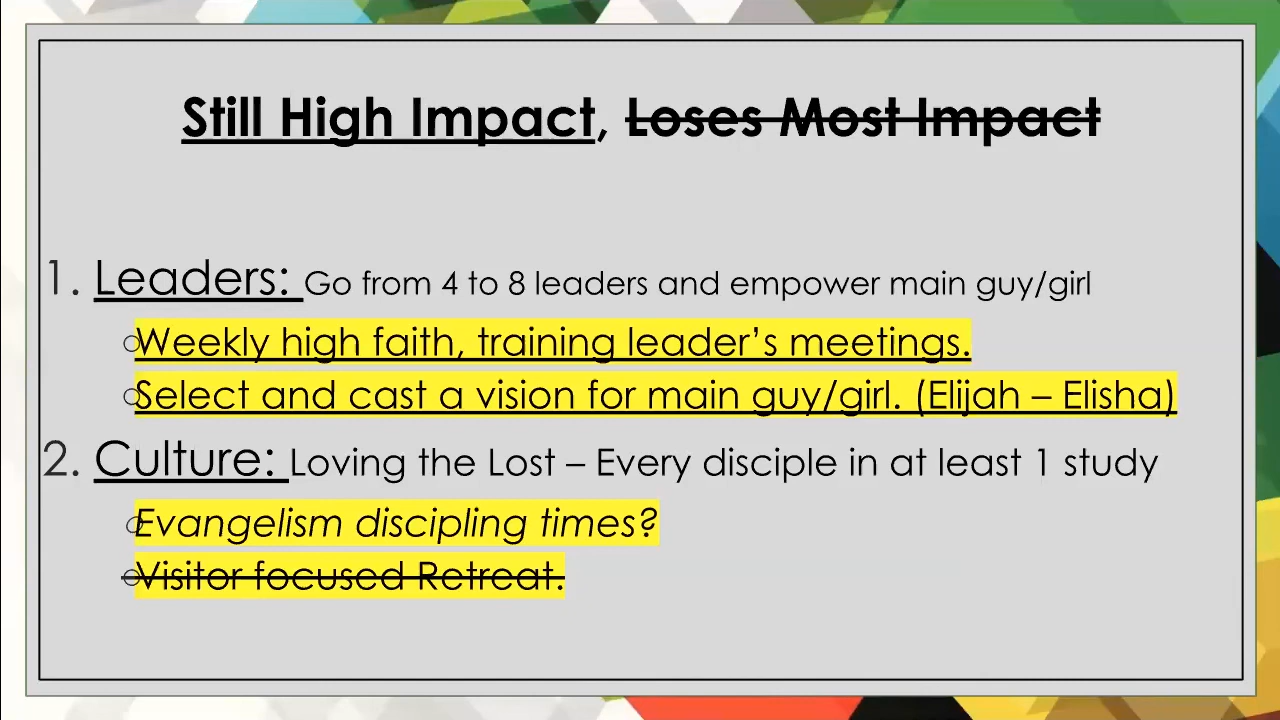 Still High Impact, Loses Most Impact
1. Leaders: Go from 4 to 8 leaders and empower main guy/girl
Weekly high faith, training leader’s meetings.
Select and cast a vision for main guy/girl. (Elijah – Elisha)
2. Culture: Loving the Lost – Every disciple in at least 1 study
Evangelism discipling times?
Visitor focused Retreat.